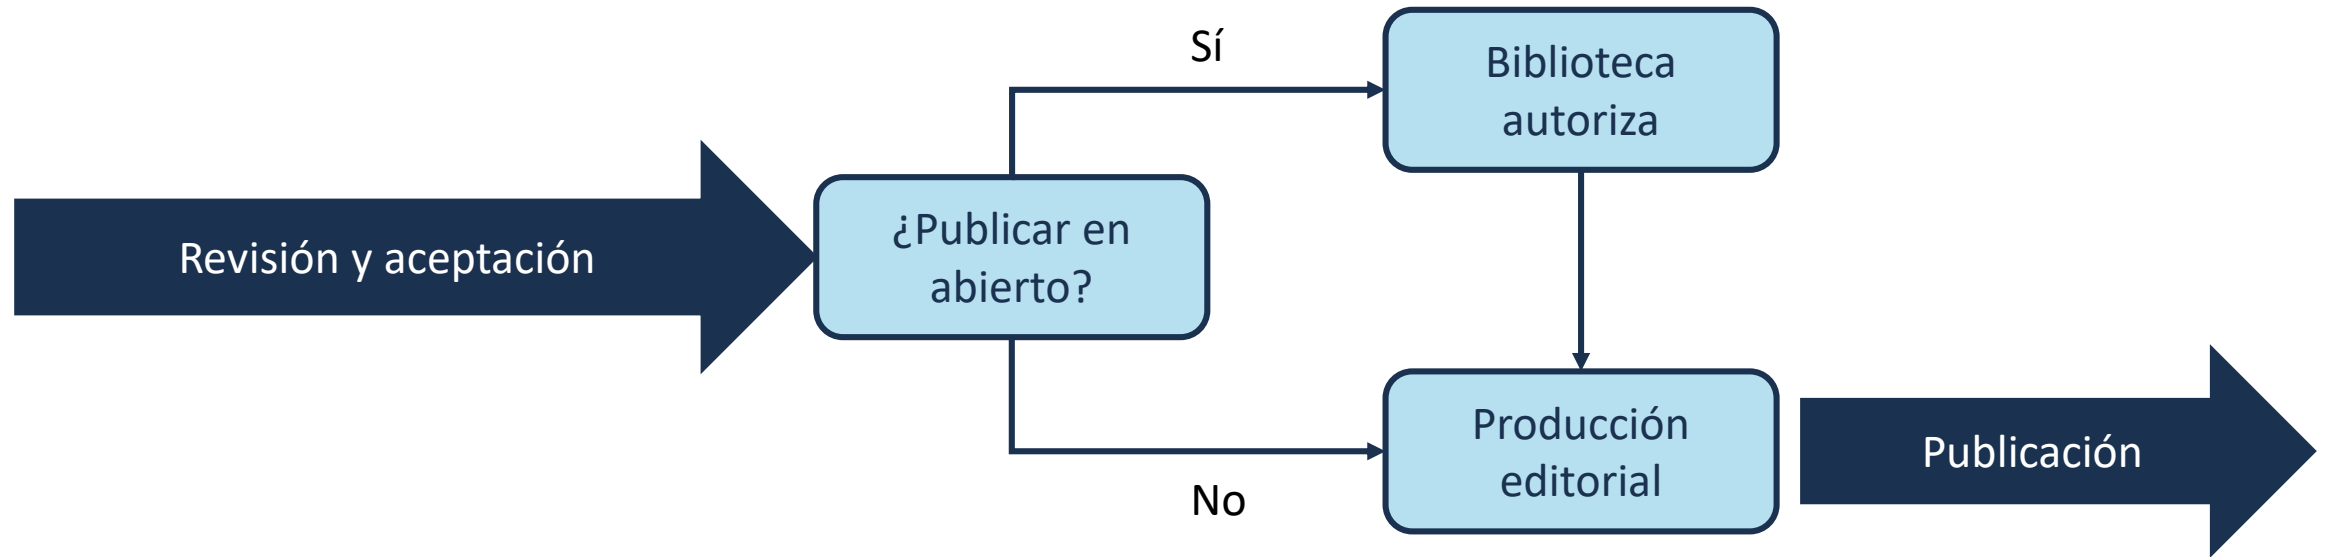 Revisión y aceptación
¿Publicar en
abierto?
Sí
Biblioteca
autoriza
No
Producción
editorial
Publicación